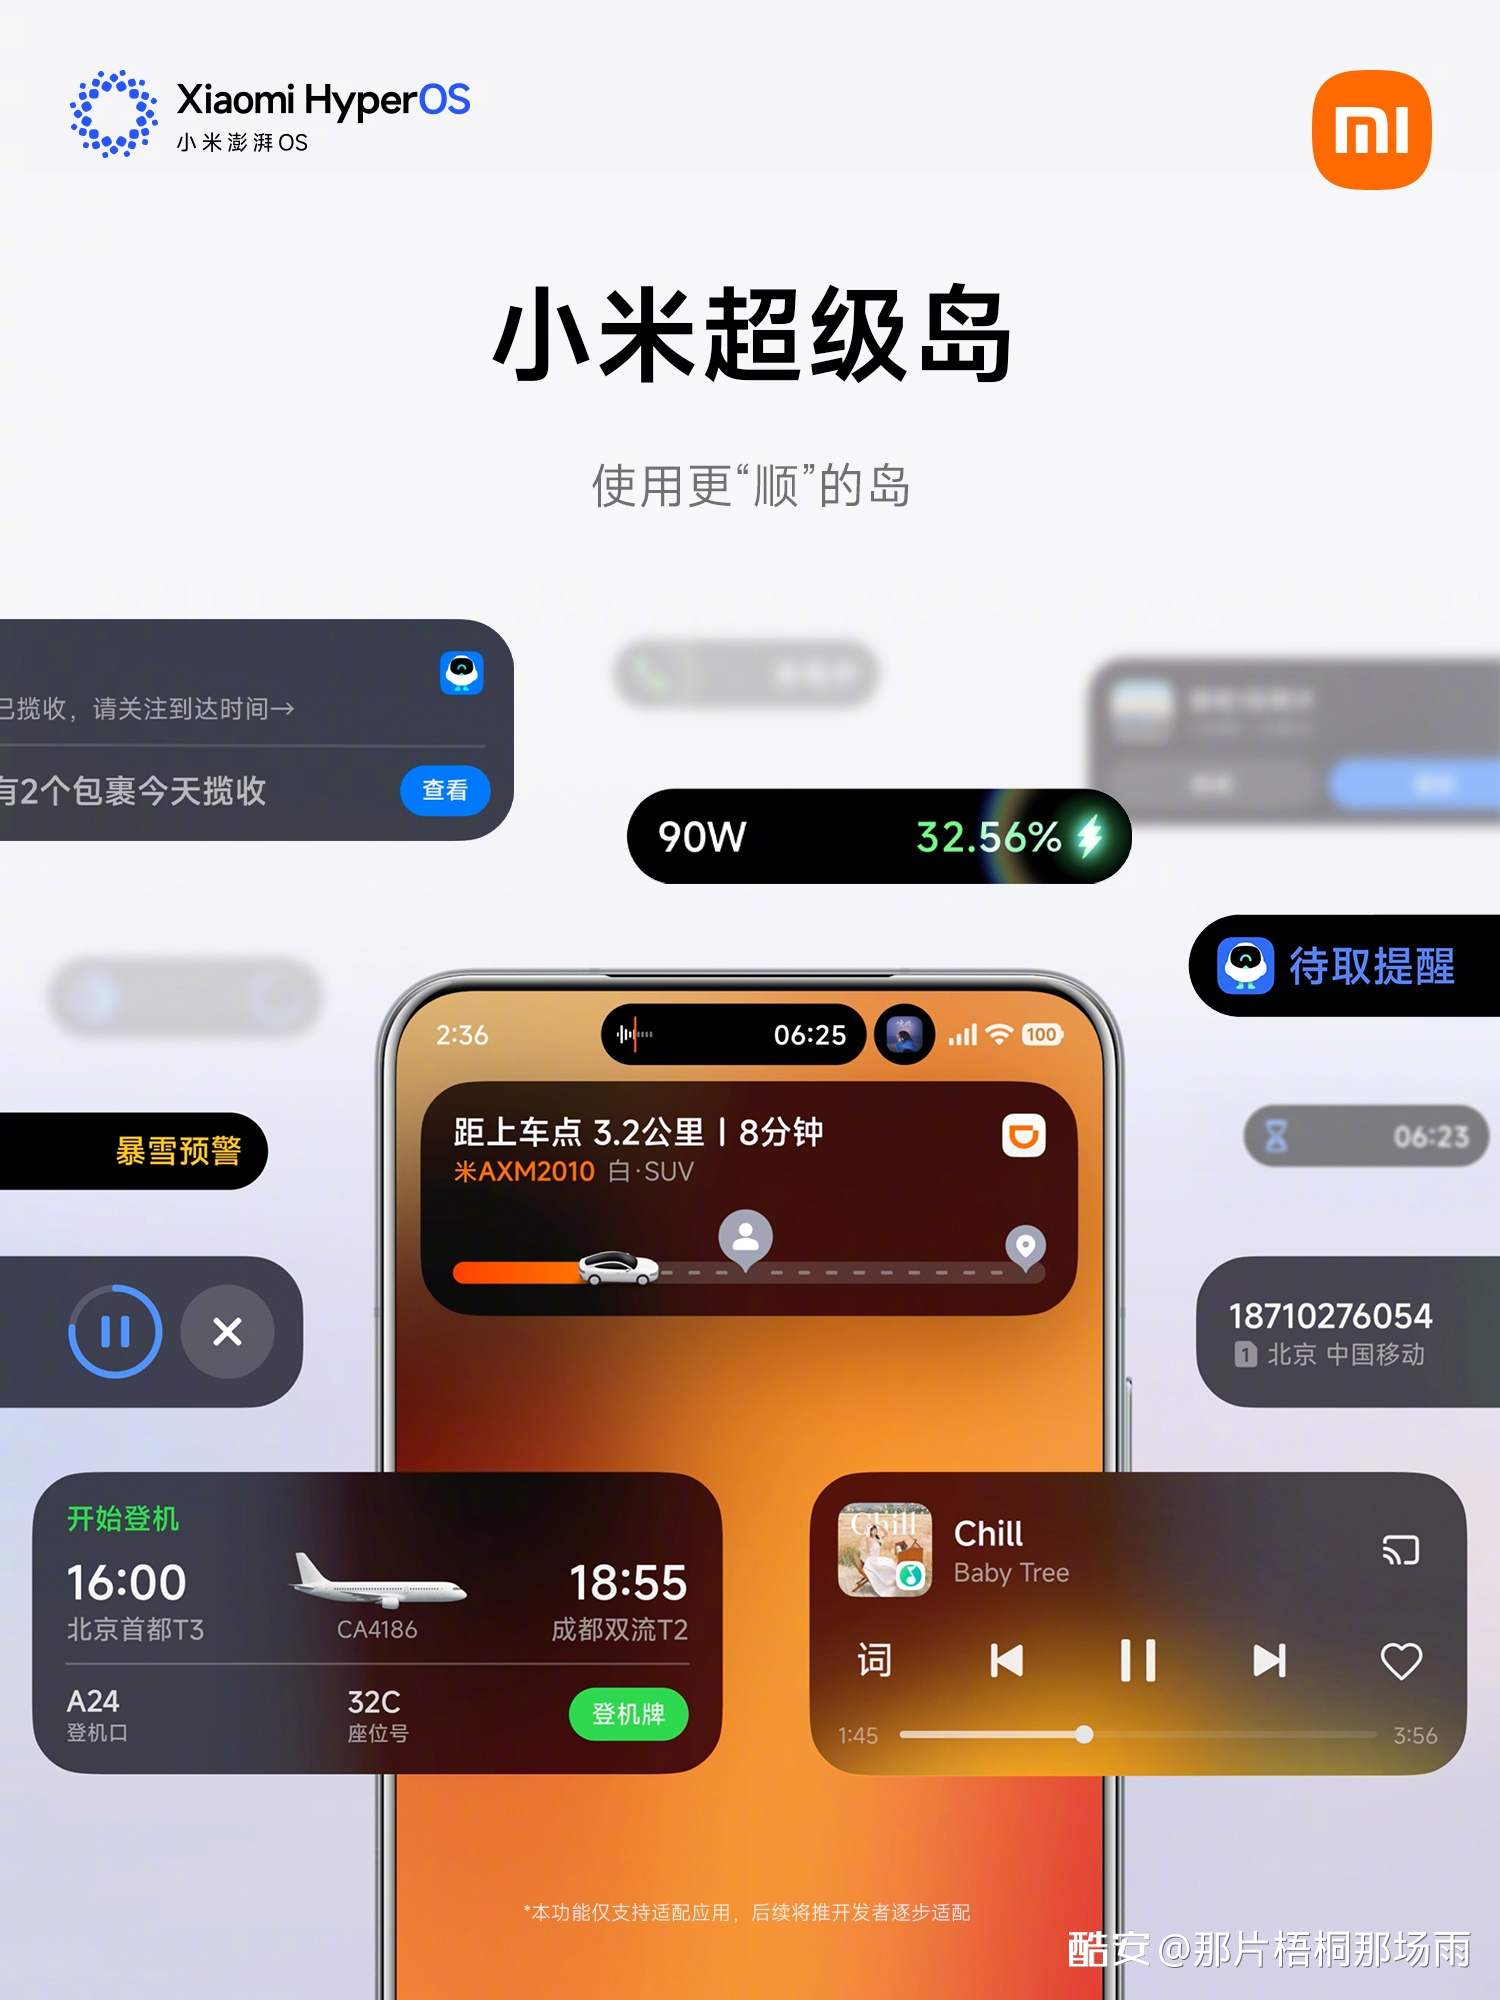 Xiaomi HyperOS
小米澎湃OS
小米超级岛
使用更“顺”的岛
已揽收，请关注到达时间→
有2个包裹今天揽收
查看
90W
32.56%
待取提醒
2:36
06:25
100
距上车点 3.2公里 | 8分钟
米AXM2010 白·SUV
暴雪预警
06:23
18710276054
1 北京 中国移动
开始登机
16:00
18:55
北京首都T3
CA4186
成都双流T2
A24
登机口
32C
座位号
登机牌
Chill
Chill
Baby Tree
词
1:45
3:56
*本功能仅支持适配应用，后续将推开发者逐步适配
酷安 @那片梧桐那场雨